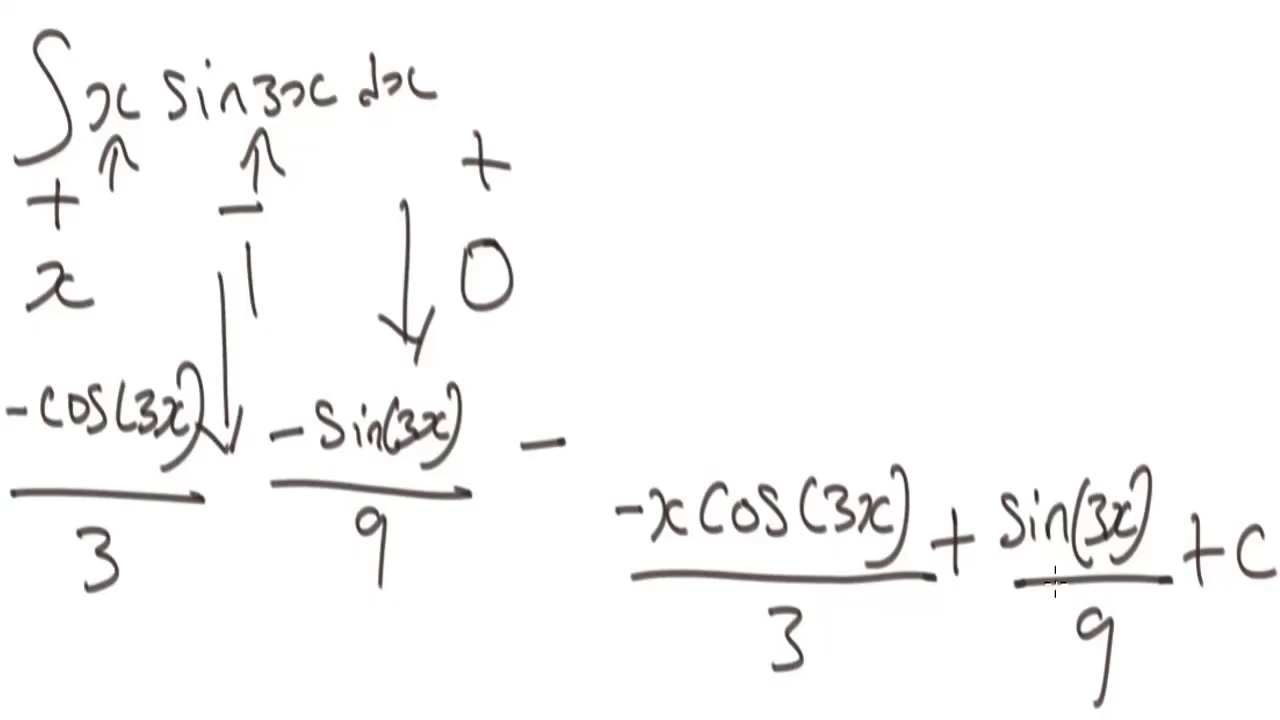 ∫ x sin3x dx
+ - +
x 1 0
-cos(3x)/3 -sin(3x)/9 -
-x cos(3x)/3 + sin(3x)/9 + c